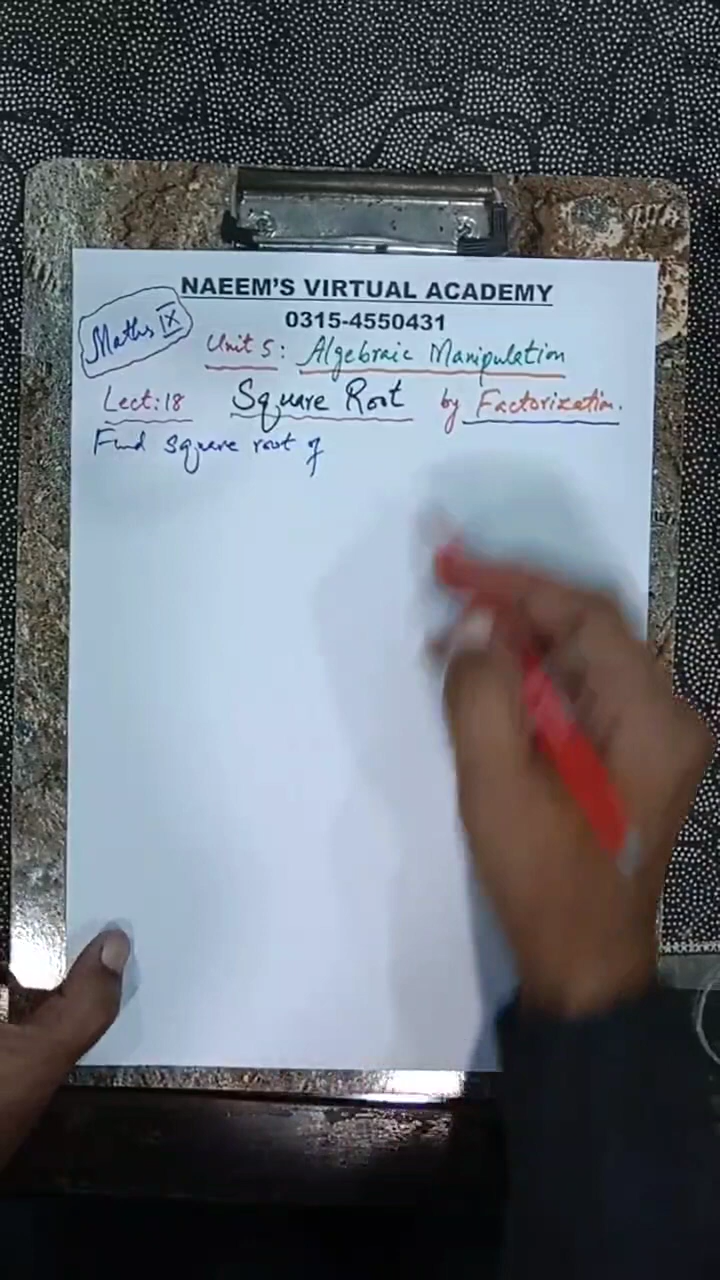 NAEEM'S VIRTUAL ACADEMY
0315-4550431
Maths IX
Unit 5: Algebraic Manipulation
Lect:18 Square Root by Factorization.
Find square root of